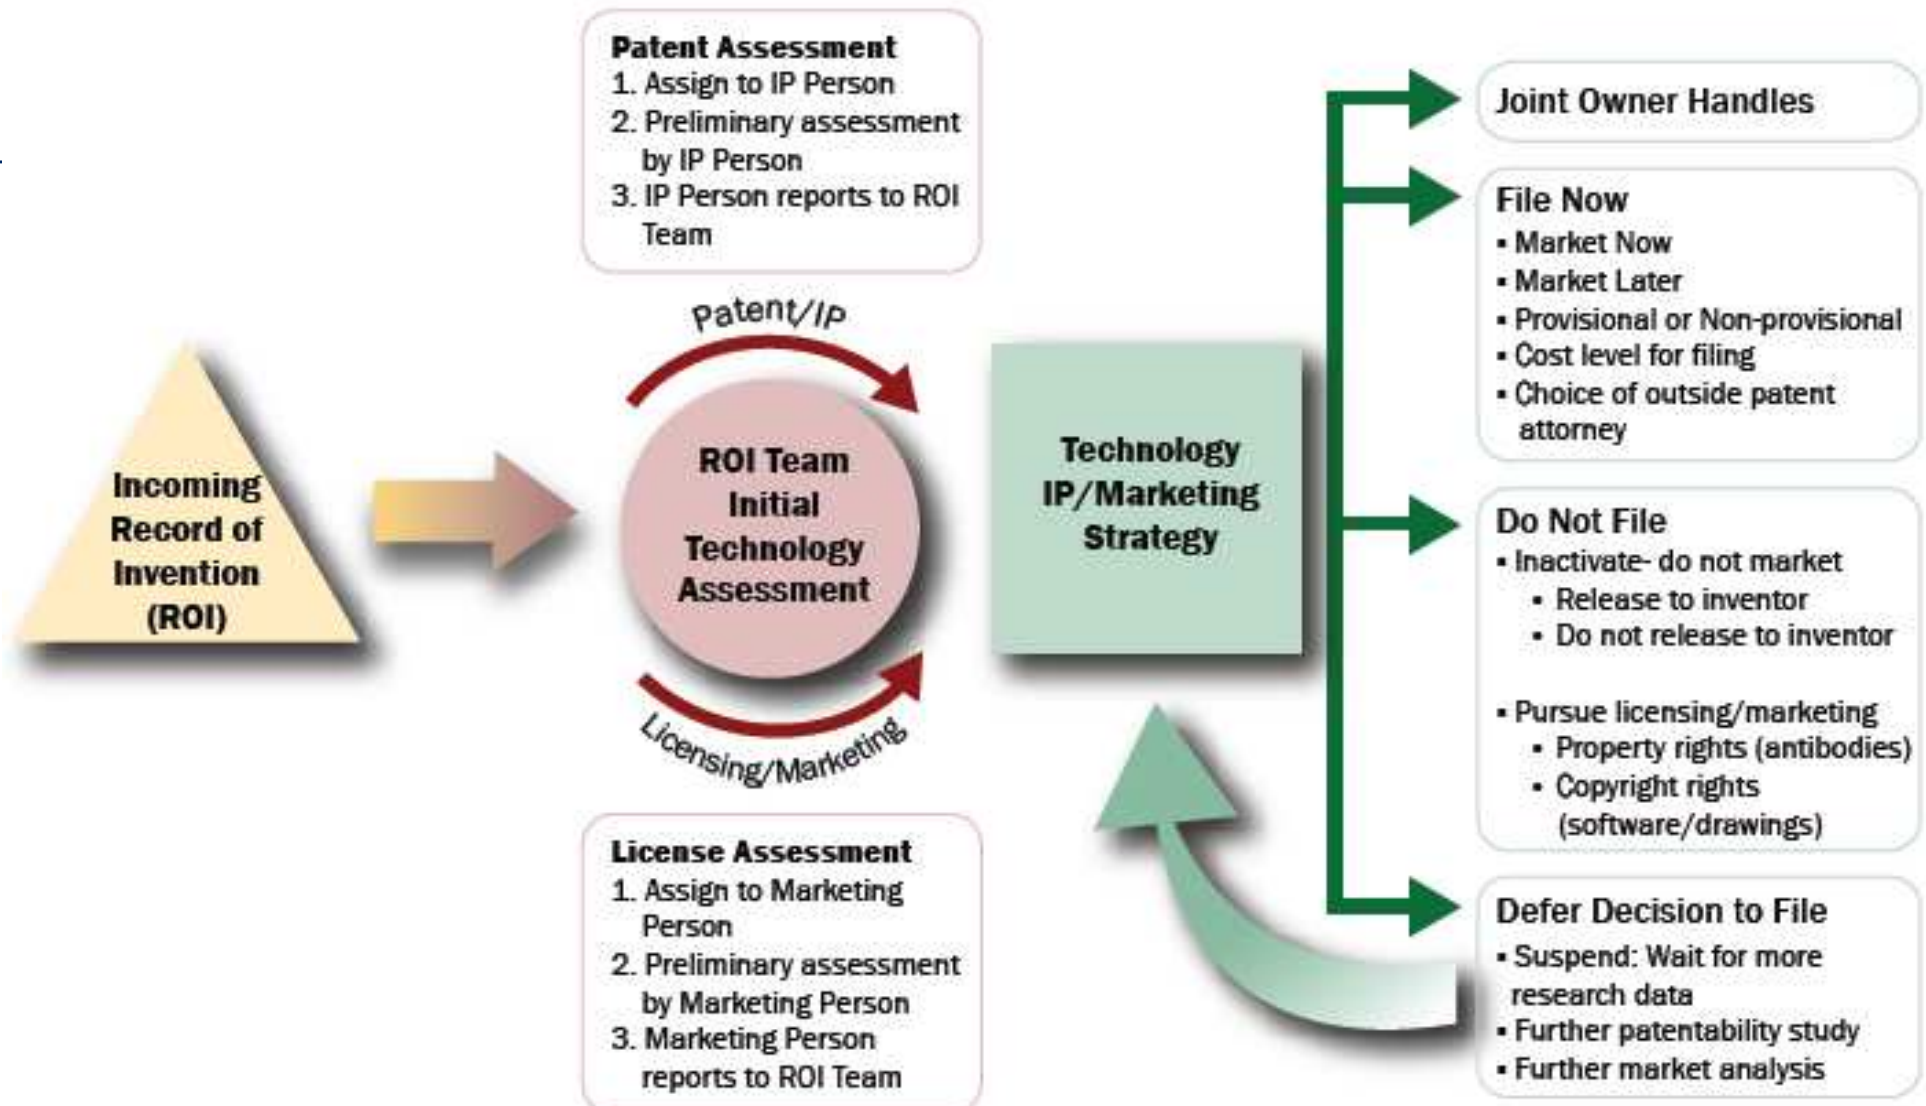 Patent Assessment
1. Assign to IP Person
2. Preliminary assessment
by IP Person
3. IP Person reports to ROI
Team
Patent/IP
Incoming
Record of
Invention
(ROI)
ROI Team
Initial
Technology
Assessment
Licensing/Marketing
License Assessment
1. Assign to Marketing
Person
2. Preliminary assessment
by Marketing Person
3. Marketing Person
reports to ROI Team
Technology
IP/Marketing
Strategy
Joint Owner Handles
File Now
▪ Market Now
▪ Market Later
▪ Provisional or Non-provisional
▪ Cost level for filing
▪ Choice of outside patent
attorney
Do Not File
▪ Inactivate- do not market
▪ Release to inventor
▪ Do not release to inventor
▪ Pursue licensing/marketing
▪ Property rights (antibodies)
▪ Copyright rights
(software/drawings)
Defer Decision to File
▪ Suspend: Wait for more
research data
▪ Further patentability study
▪ Further market analysis